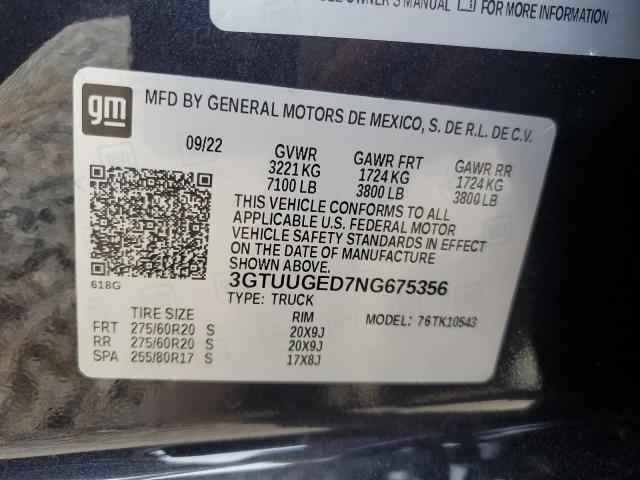 OWNER'S MANUAL FOR MORE INFORMATION
gm
MFD BY GENERAL MOTORS DE MEXICO, S. DE R.L. DE C.V.
09/22 GVWR GAWR FRT GAWR RR
3221 KG 1724 KG 1724 KG
7100 LB 3800 LB 3800 LB
THIS VEHICLE CONFORMS TO ALL
APPLICABLE U.S. FEDERAL MOTOR
VEHICLE SAFETY STANDARDS IN EFFECT
ON THE DATE OF MANUFACTURE
SHOWN ABOVE.
618G
3GTUUGED7NG675356
TYPE: TRUCK
TIRE SIZE RIM MODEL: 76TK10543
FRT 275/60R20 S 20X9J
RR 275/60R20 S 20X9J
SPA 255/80R17 S 17X8J